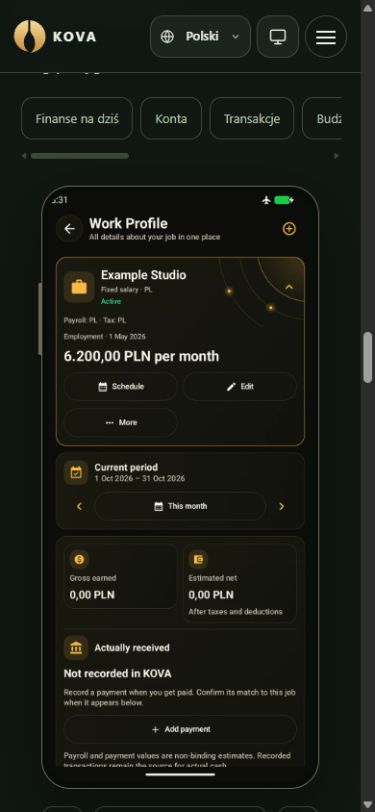 KOVA
Polski
Finanse na dziś
Konta
Transakcje
:31
Work Profile
All details about your job in one place
Example Studio
Fixed salary · PL
Active
Payroll: PL · Tax: PL
Employment · 1 May 2026
6.200,00 PLN per month
Schedule
Edit
··· More
Current period
1 Oct 2026 – 31 Oct 2026
This month
Gross earned
0,00 PLN
Estimated net
0,00 PLN
After taxes and deductions
Actually received
Not recorded in KOVA
Record a payment when you get paid. Confirm its match to this job
when it appears below.
+ Add payment
Payroll and payment values are non-binding estimates. Recorded
transactions remain the source for actual cash.